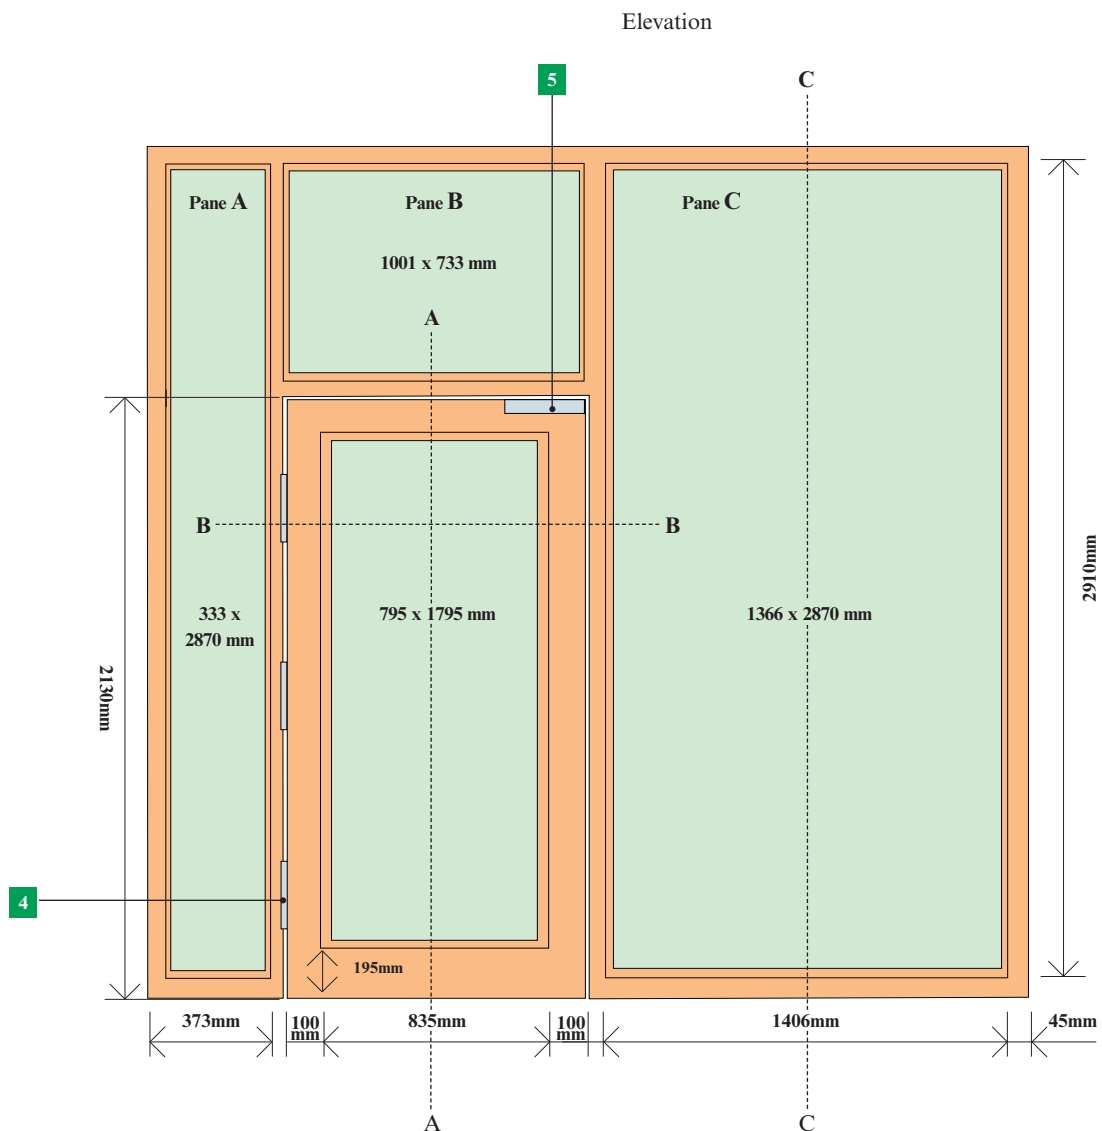 Elevation
5
C
Pane A
Pane B
Pane C
1001 x 733 mm
A
B
B
333 x
2870 mm
795 x 1795 mm
1366 x 2870 mm
2910mm
2130mm
4
195mm
373mm
100
mm
835mm
100
mm
1406mm
45mm
A
C